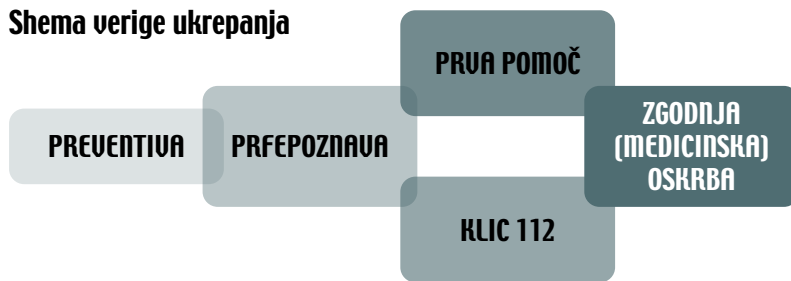 Shema verige ukrepanja
PRVA POMOČ
PREVENTIVA
PRFEPOZNAVA
ZGODNJA
(MEDICINSKA)
OSKRBA
KLIC 112